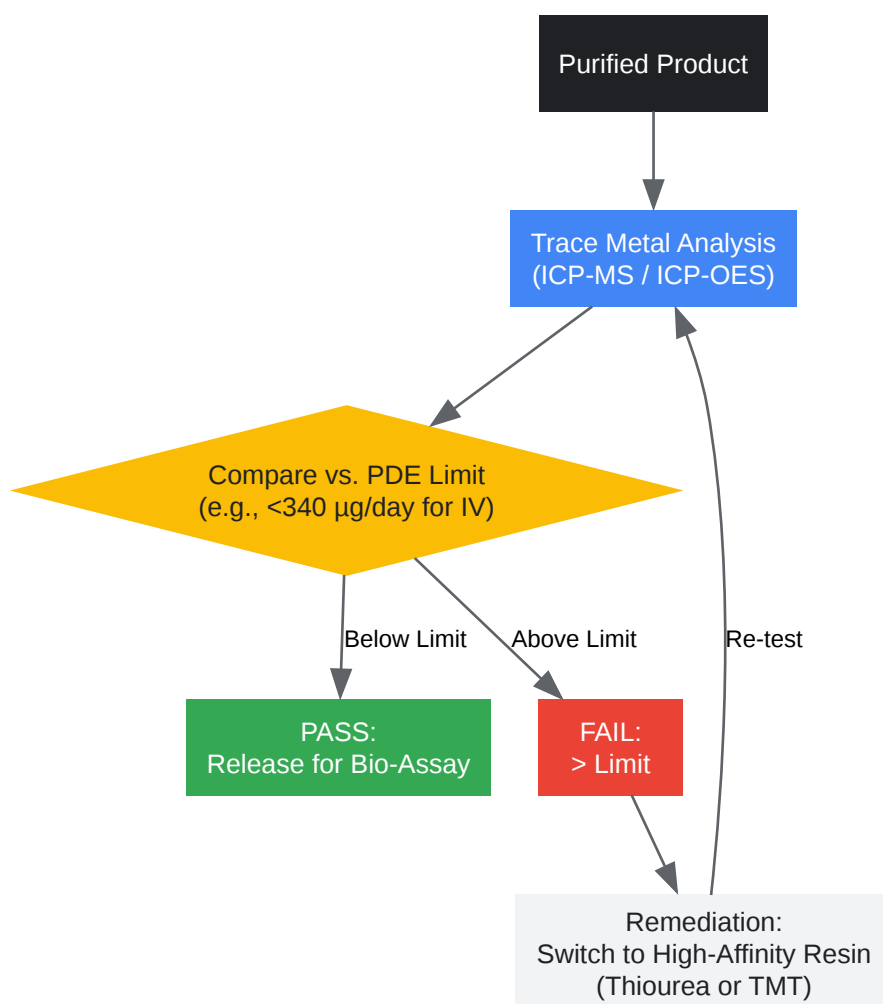 Purified Product
Trace Metal Analysis
(ICP-MS / ICP-OES)
Compare vs. PDE Limit
(e.g., <340 µg/day for IV)
Below Limit
Above Limit
Re-test
PASS:
Release for Bio-Assay
FAIL:
> Limit
Remediation:
Switch to High-Affinity Resin
(Thiourea or TMT)